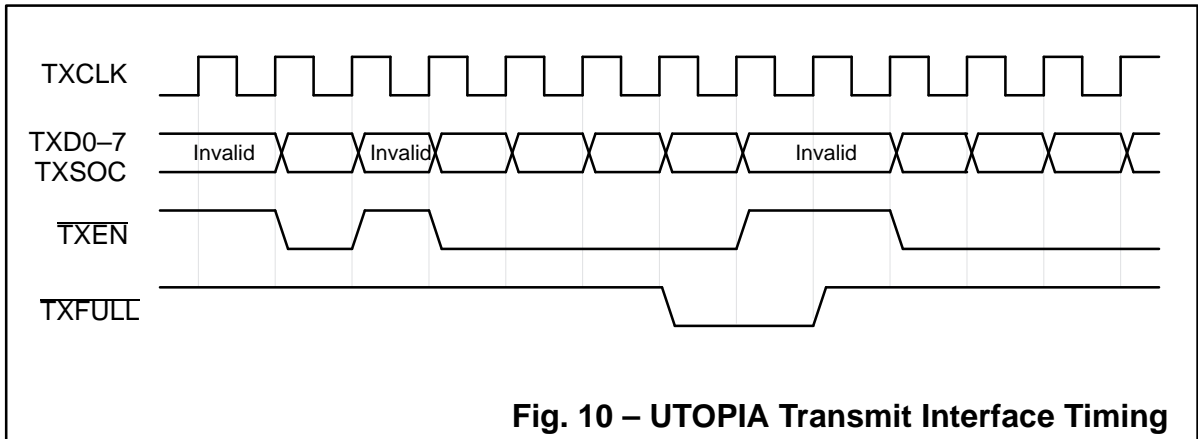 TXCLK
TXD0–7
TXSOC
Invalid
Invalid
Invalid
TXEN
TXFULL
Fig. 10 – UTOPIA Transmit Interface Timing